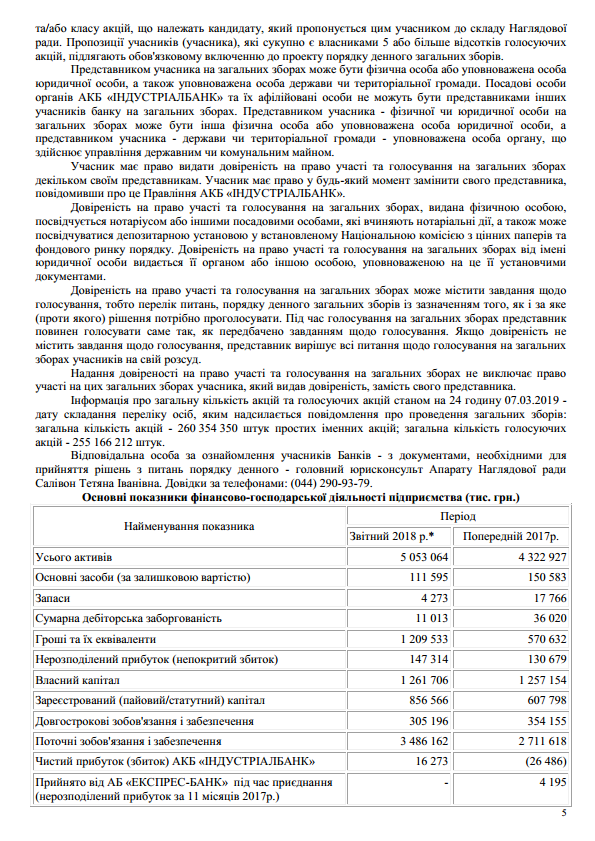 та/або класу акцій, що належать кандидату, який пропонується цим учасником до складу Наглядової
ради. Пропозиції учасників (учасника), які сукупно є власниками 5 або більше відсотків голосуючих
акцій, підлягають обов'язковому включенню до проекту порядку денного загальних зборів.
Представником учасника на загальних зборах може бути фізична особа або уповноважена особа
юридичної особи, а також уповноважена особа держави чи територіальної громади. Посадові особи
органів АКБ «ІНДУСТРІАЛБАНК» та їх афілійовані особи не можуть бути представниками інших
учасників банку на загальних зборах. Представником учасника - фізичної чи юридичної особи на
загальних зборах може бути інша фізична особа або уповноважена особа юридичної особи, а
представником учасника - держави чи територіальної громади - уповноважена особа органу, що
здійснює управління державним чи комунальним майном.
Учасник має право видати довіреність на право участі та голосування на загальних зборах
декільком своїм представникам. Учасник має право у будь-який момент замінити свого представника,
повідомивши про це Правління АКБ «ІНДУСТРІАЛБАНК».
Довіреність на право участі та голосування на загальних зборах, видана фізичною особою,
посвідчується нотаріусом або іншими посадовими особами, які вчиняють нотаріальні дії, а також може
посвідчуватися депозитарною установою у встановленому Національною комісією з цінних паперів та
фондового ринку порядку. Довіреність на право участі та голосування на загальних зборах від імені
юридичної особи видається її органом або іншою особою, уповноваженою на це її установчими
документами.
Довіреність на право участі та голосування на загальних зборах може містити завдання щодо
голосування, тобто перелік питань, порядку денного загальних зборів із зазначенням того, як і за яке
(проти якого) рішення потрібно проголосувати. Під час голосування на загальних зборах представник
повинен голосувати саме так, як передбачено завданням щодо голосування. Якщо довіреність не
містить завдання щодо голосування, представник вирішує всі питання щодо голосування на загальних
зборах учасників на свій розсуд.
Надання довіреності на право участі та голосування на загальних зборах не виключає право
участі на цих загальних зборах учасника, який видав довіреність, замість свого представника.
Інформація про загальну кількість акцій та голосуючих акцій станом на 24 годину 07.03.2019 -
дату складання переліку осіб, яким надсилається повідомлення про проведення загальних зборів:
загальна кількість акцій - 260 354 350 штук простих іменних акцій; загальна кількість голосуючих
акцій - 255 166 212 штук.
Відповідальна особа за ознайомлення учасників Банків - з документами, необхідними для
прийняття рішень з питань порядку денного - головний юрисконсульт Апарату Наглядової ради
Салівон Тетяна Іванівна. Довідки за телефонами: (044) 290-93-79.
Основні показники фінансово-господарської діяльності підприємства (тис. грн.)
Найменування показника Період
Звітний 2018 р.* Попередній 2017р.
Усього активів 5 053 064 4 322 927
Основні засоби (за залишковою вартістю) 111 595 150 583
Запаси 4 273 17 766
Сумарна дебіторська заборгованість 11 013 36 020
Гроші та їх еквіваленти 1 209 533 570 632
Нерозподілений прибуток (непокритий збиток) 147 314 130 679
Власний капітал 1 261 706 1 257 154
Зареєстрований (пайовий/статутний) капітал 856 566 607 798
Довгострокові зобов'язання і забезпечення 305 196 354 155
Поточні зобов'язання і забезпечення 3 486 162 2 711 618
Чистий прибуток (збиток) АКБ «ІНДУСТРІАЛБАНК» 16 273 (26 486)
Прийнято від АБ «ЕКСПРЕС-БАНК» під час приєднання - 4 195
(нерозподілений прибуток за 11 місяців 2017р.)
5